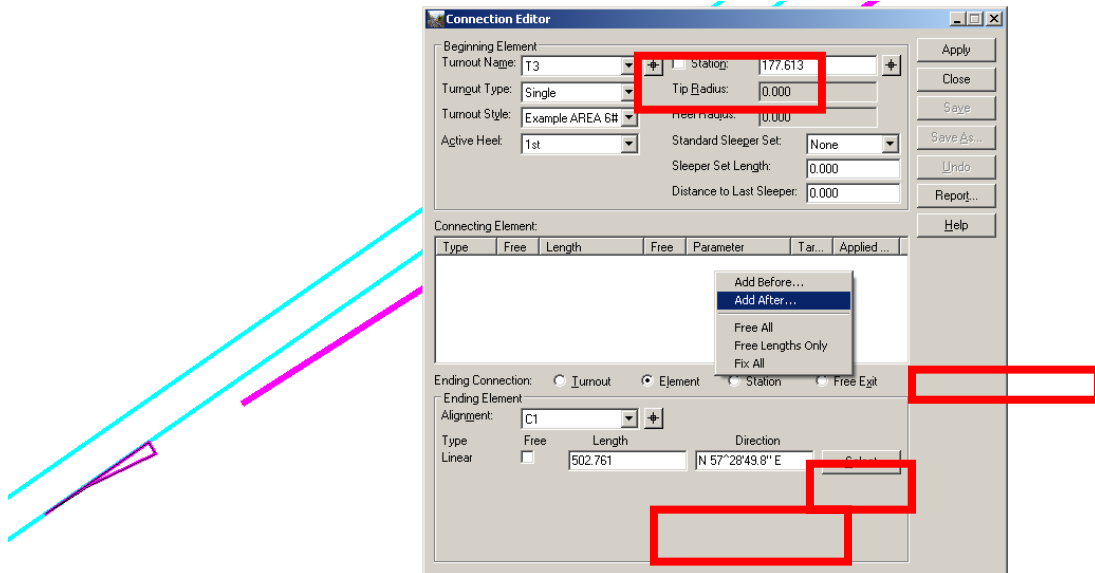 Connection Editor
Beginning Element
Turnout Name: T3 Station: 177.613
Turnout Type: Single Tip Radius: 0.000
Turnout Style: Example AREA 6# Heel Radius: 0.000
Active Heel: 1st Standard Sleeper Set: None
Sleeper Set Length: 0.000
Distance to Last Sleeper: 0.000
Apply
Close
Save
Save As...
Undo
Report...
Help
Connecting Element:
Type Free Length Free Parameter Tar... Applied ...
Add Before...
Add After...
Free All
Free Lengths Only
Fix All
Ending Connection: Turnout Element Station Free Exit
Ending Element
Alignment: C1
Type Free Length Direction
Linear 502.761 N 57^28'49.8" E Select